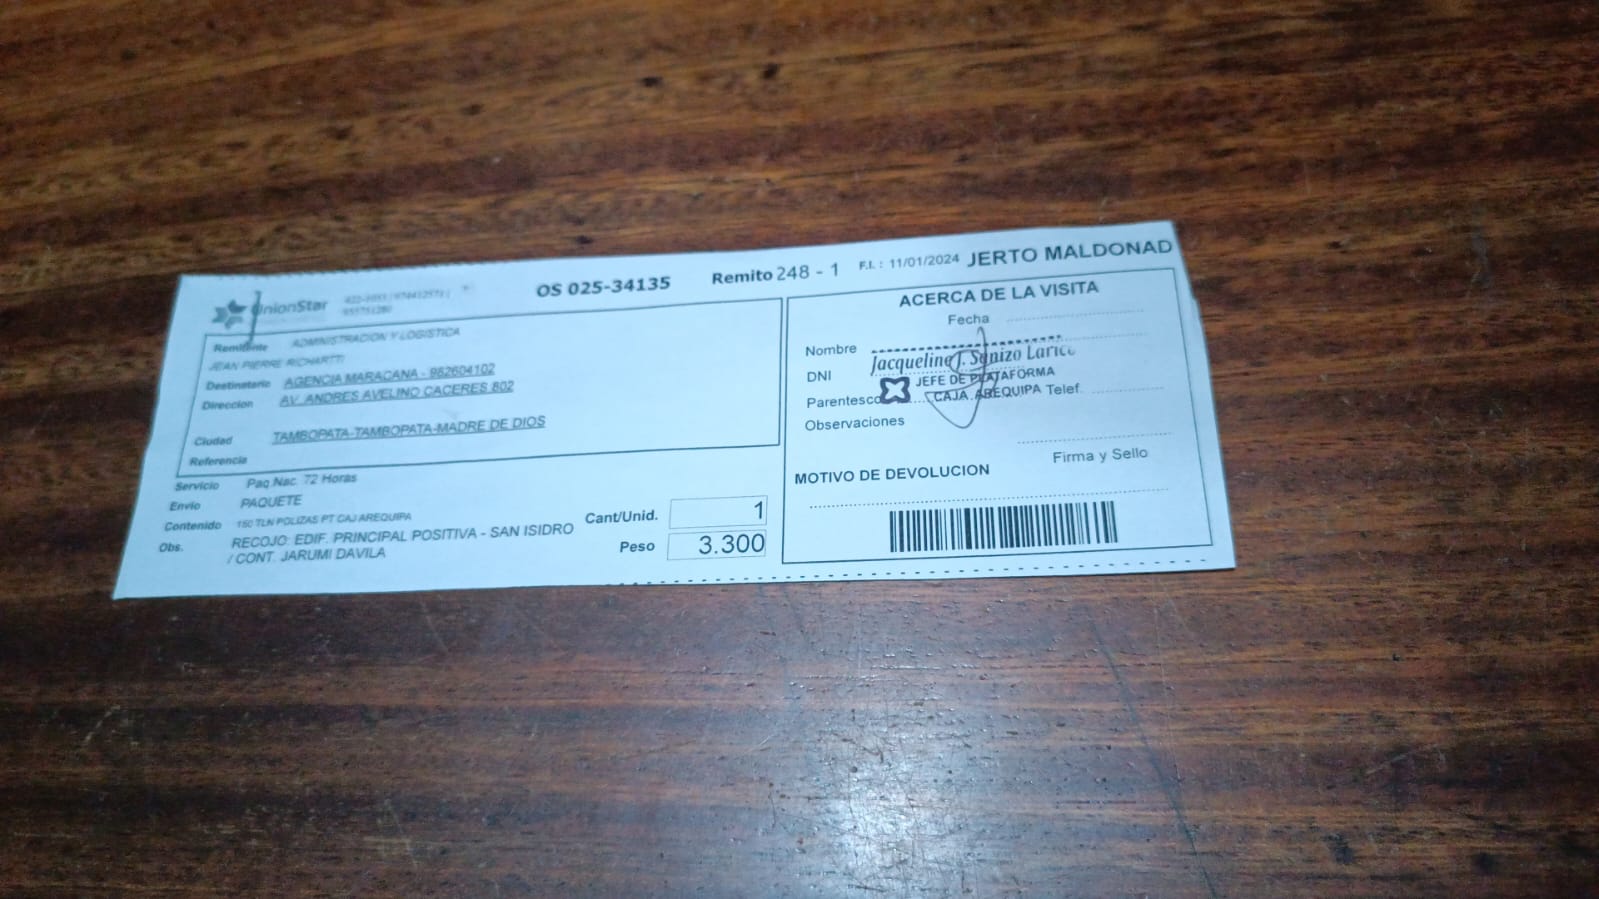 UnionStar
OS 025-34135
Remito 248 - 1
F.I. : 11/01/2024
JERTO MALDONAD
Remitente ADMINISTRACION Y LOGISTICA
JEAN PIERRE RICHARTTI
Destinatario AGENCIA MARACANA - 982604102
Direccion AV. ANDRES AVELINO CACERES 802
Ciudad TAMBOPATA-TAMBOPATA-MADRE DE DIOS
Referencia
Servicio Paq.Nac. 72 Horas
Envio PAQUETE
Contenido 150 TLN POLIZAS PT CAJ AREQUIPA
Obs. RECOJO: EDIF. PRINCIPAL POSITIVA - SAN ISIDRO
/ CONT. JARUMI DAVILA
Cant/Unid. 1
Peso 3.300
ACERCA DE LA VISITA
Fecha
Nombre
Jacqueline J. Sanizo Larico
DNI
JEFE DE PLATAFORMA
Parentesco CAJA AREQUIPA Telef.
Observaciones
Firma y Sello
MOTIVO DE DEVOLUCION